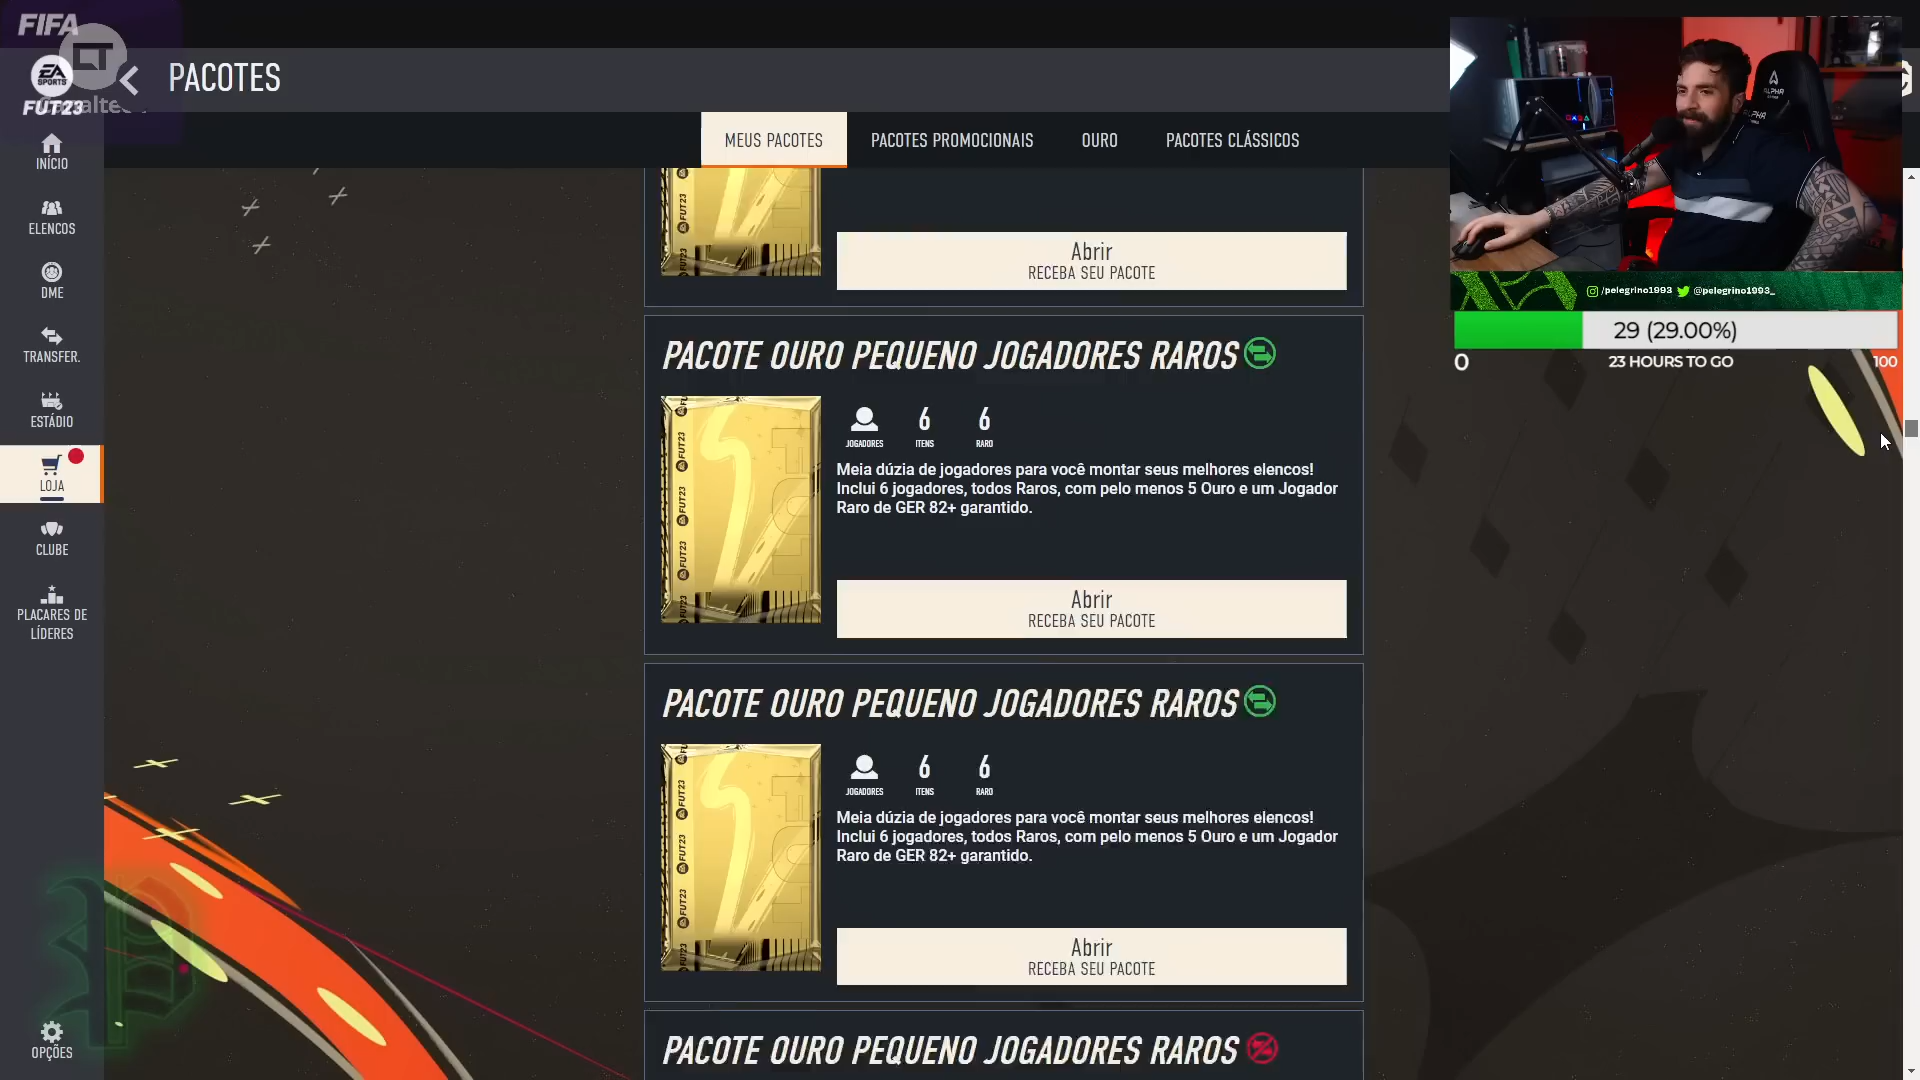 FIFA
EA SPORTS
FUT23
PACOTES
MEUS PACOTES
PACOTES PROMOCIONAIS
OURO
PACOTES CLÁSSICOS
INÍCIO
ELENCOS
DME
TRANSFER.
ESTÁDIO
LOJA
CLUBE
PLACARES DE
LÍDERES
OPÇÕES
Abrir
RECEBA SEU PACOTE
PACOTE OURO PEQUENO JOGADORES RAROS
6
6
JOGADORES
ITENS
RARO
Meia dúzia de jogadores para você montar seus melhores elencos!
Inclui 6 jogadores, todos Raros, com pelo menos 5 Ouro e um Jogador
Raro de GER 82+ garantido.
Abrir
RECEBA SEU PACOTE
PACOTE OURO PEQUENO JOGADORES RAROS
6
6
JOGADORES
ITENS
RARO
Meia dúzia de jogadores para você montar seus melhores elencos!
Inclui 6 jogadores, todos Raros, com pelo menos 5 Ouro e um Jogador
Raro de GER 82+ garantido.
Abrir
RECEBA SEU PACOTE
PACOTE OURO PEQUENO JOGADORES RAROS
FUT23
ALPHA
/pelegrino1993
@pelegrino1993_
29 (29.00%)
0
23 HOURS TO GO
100